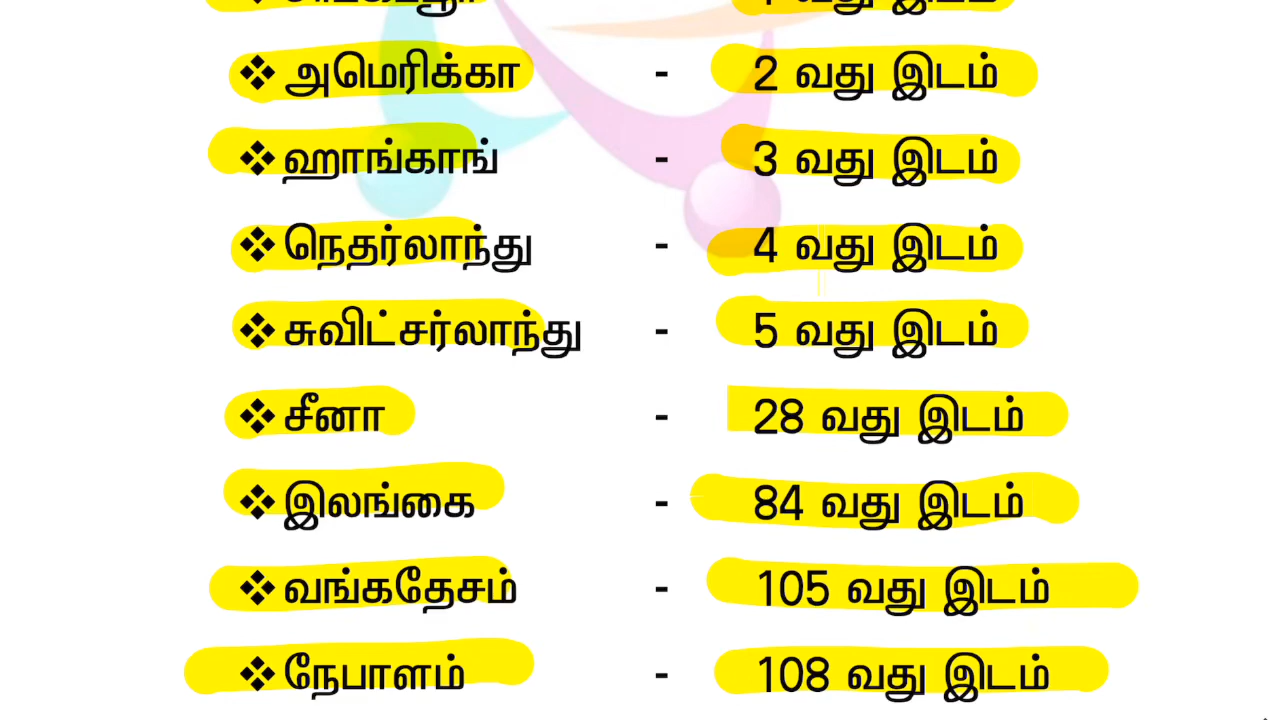 ❖ அமெரிக்கா - 2 வது இடம்
❖ ஹாங்காங் - 3 வது இடம்
❖ நெதர்லாந்து - 4 வது இடம்
❖ சுவிட்சர்லாந்து - 5 வது இடம்
❖ சீனா - 28 வது இடம்
❖ இலங்கை - 84 வது இடம்
❖ வங்கதேசம் - 105 வது இடம்
❖ நேபாளம் - 108 வது இடம்